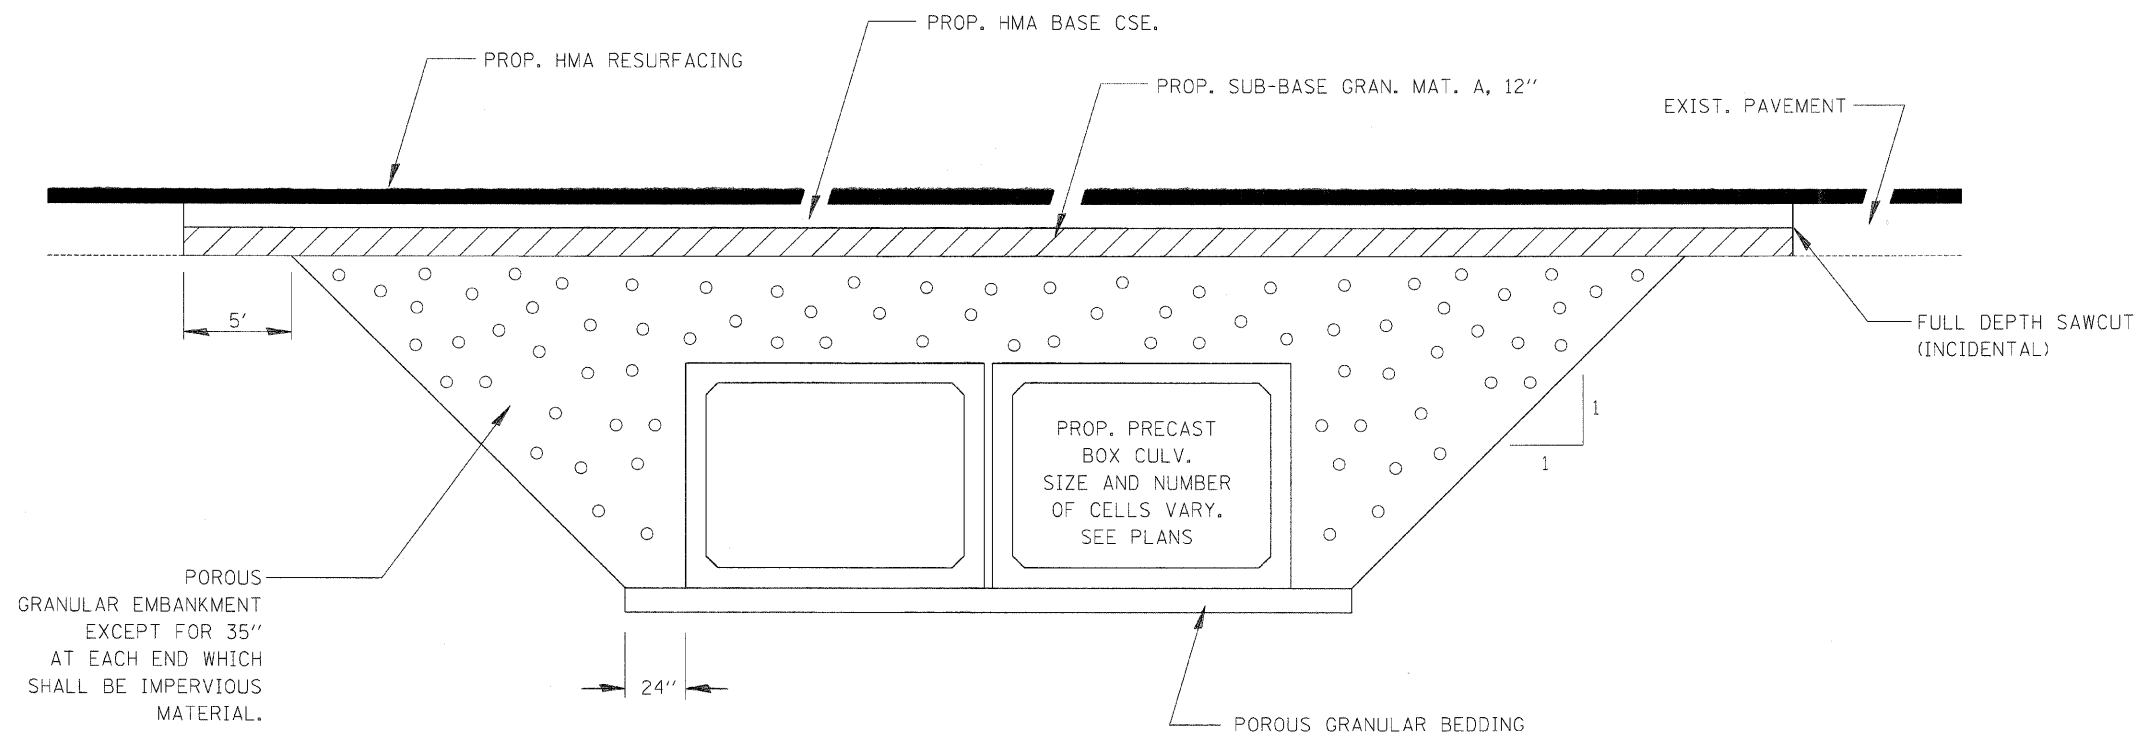 PROP. HMA BASE CSE.
PROP. HMA RESURFACING
PROP. SUB-BASE GRAN. MAT. A, 12"
EXIST. PAVEMENT
5'
FULL DEPTH SAWCUT
(INCIDENTAL)
1
1
PROP. PRECAST
BOX CULV.
SIZE AND NUMBER
OF CELLS VARY.
SEE PLANS
POROUS
GRANULAR EMBANKMENT
EXCEPT FOR 35"
AT EACH END WHICH
SHALL BE IMPERVIOUS
MATERIAL.
24"
POROUS GRANULAR BEDDING